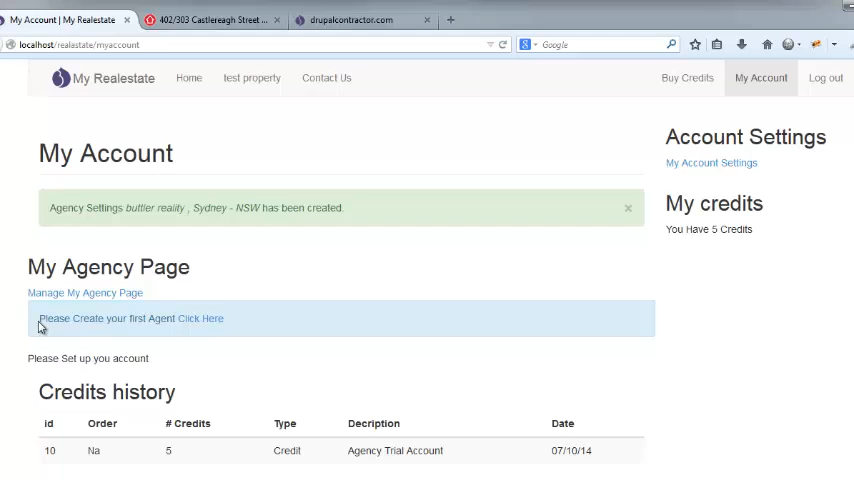 My Account | My Realestate ×
402/303 Castlereagh Street ... ×
drupalcontractor.com × +
localhost/realastate/myaccount
Google
My Realestate
Home
test property
Contact Us
Buy Credits
My Account
Log out
My Account
Agency Settings buttler reality , Sydney - NSW has been created. ×
My Agency Page
Manage My Agency Page
Please Create your first Agent Click Here
Please Set up you account
Credits history
id Order # Credits Type Decription Date
10 Na 5 Credit Agency Trial Account 07/10/14
Account Settings
My Account Settings
My credits
You Have 5 Credits